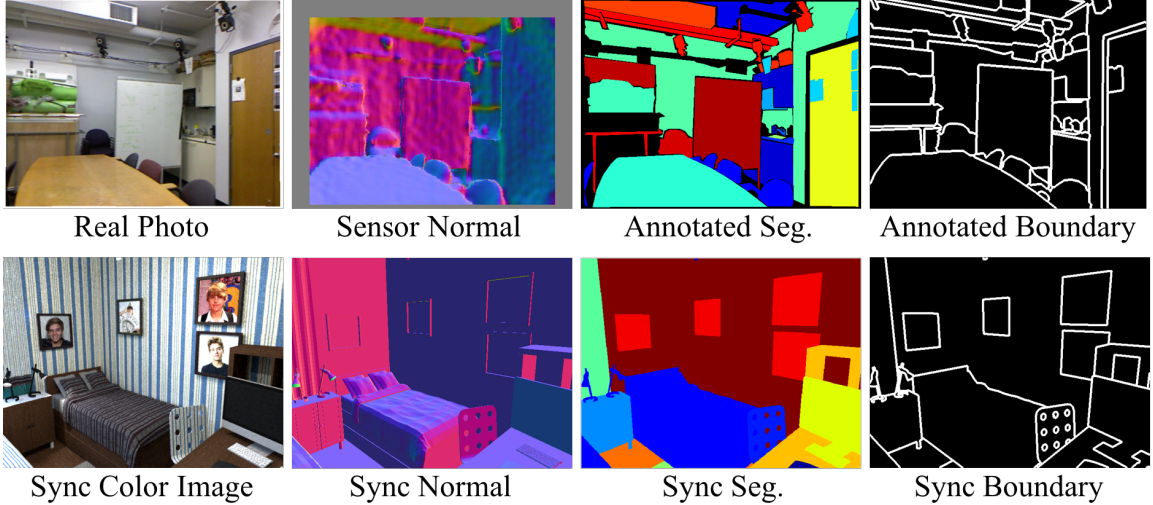 Real Photo
Sensor Normal
Annotated Seg.
Annotated Boundary
Sync Color Image
Sync Normal
Sync Seg.
Sync Boundary